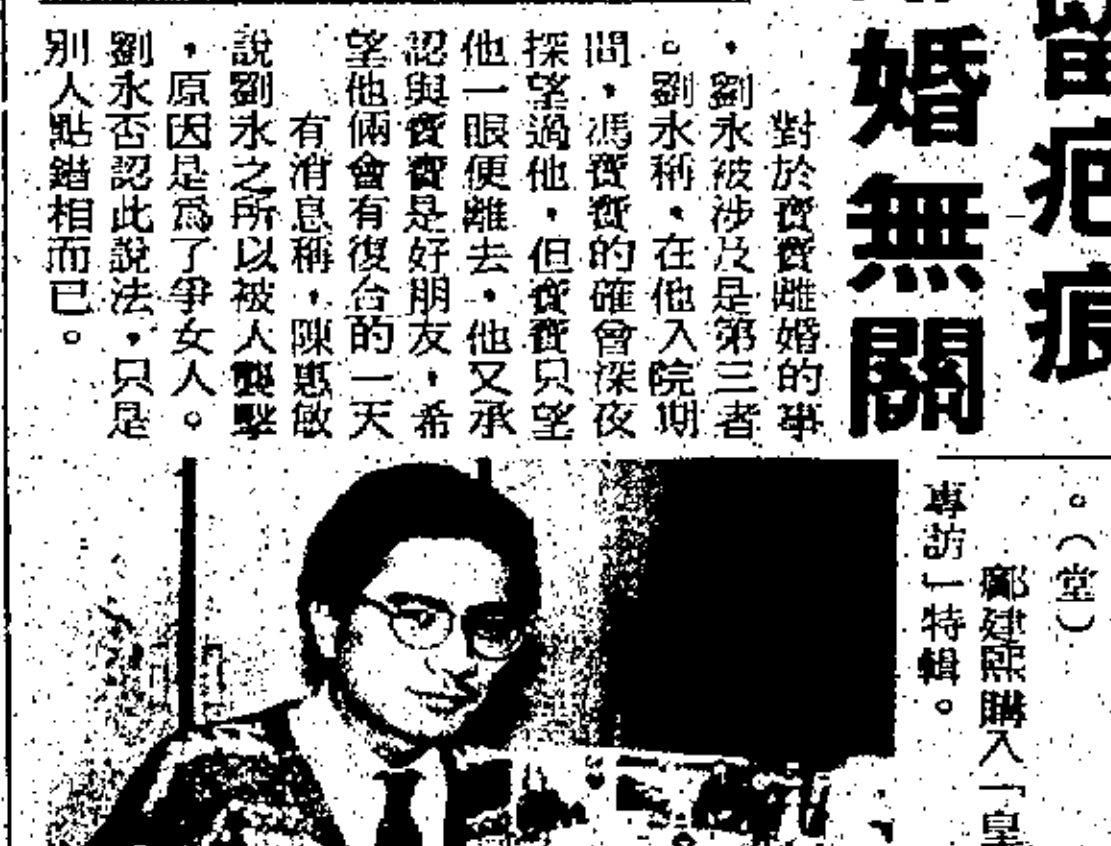 留疤痕
婚無關
對於寶寶離婚的事
，劉永被涉及是第三者
。劉永稱，在他入院期
間，馮寶寶的確曾深夜
探望過他，但寶寶只望
他一眼便離去，他又承
認與寶寶是好朋友，希
望他倆會有復合的一天
有消息稱，陳惠敏
說劉永之所以被人襲擊
，原因是爲了爭女人。
劉永否認此說法，只是
別人點錯相而已。
。（堂）
鄺建熙購入「皇
專訪」特輯。